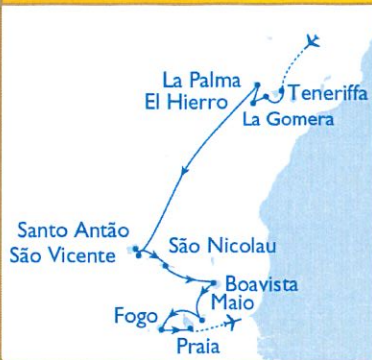 La Palma
El Hierro
Teneriffa
La Gomera
Santo Antão
São Vicente
São Nicolau
Boavista
Maio
Fogo
Praia